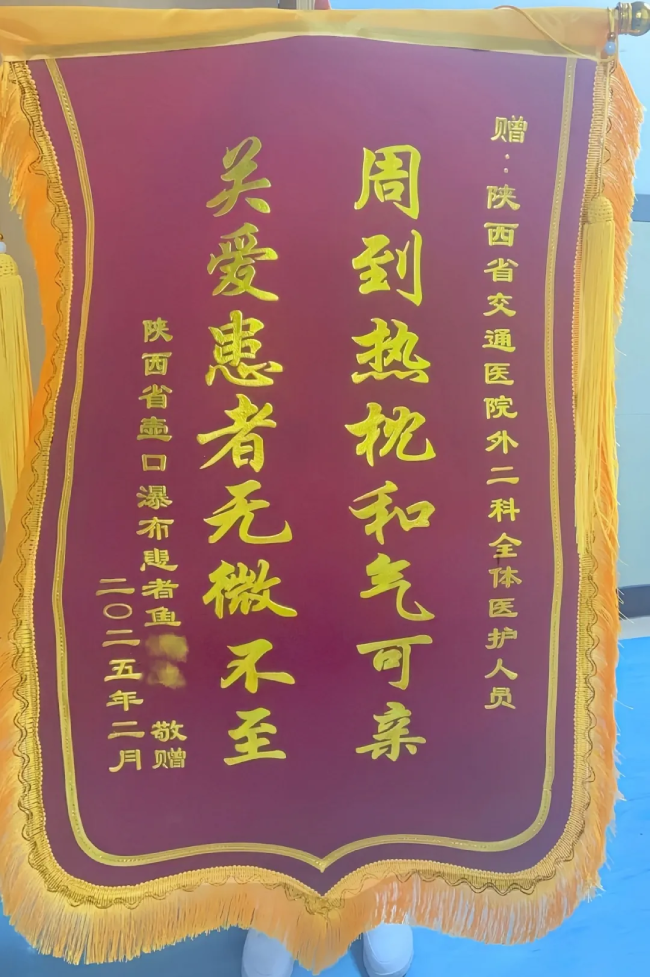 赠：陕西省交通医院外二科全体医护人员
周到热忱和气可亲
关爱患者无微不至
陕西省壶口瀑布患者鱼
敬赠
二〇二五年二月